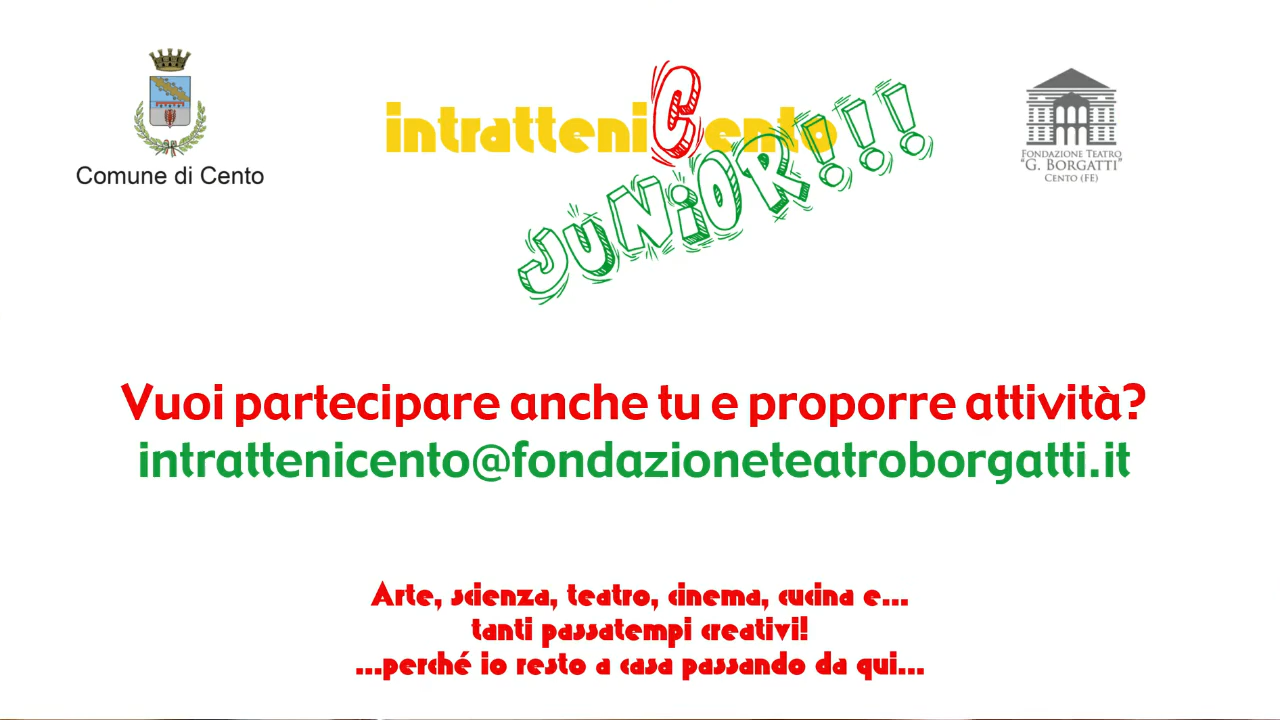 intratteniCento
JUNiOR!!!
Comune di Cento
FONDAZIONE TEATRO
"G. BORGATTI"
CENTO (FE)
Vuoi partecipare anche tu e proporre attività?
intrattenicento@fondazioneteatroborgatti.it
Arte, scienza, teatro, cinema, cucina e...
tanti passatempi creativi!
...perché io resto a casa passando da qui...